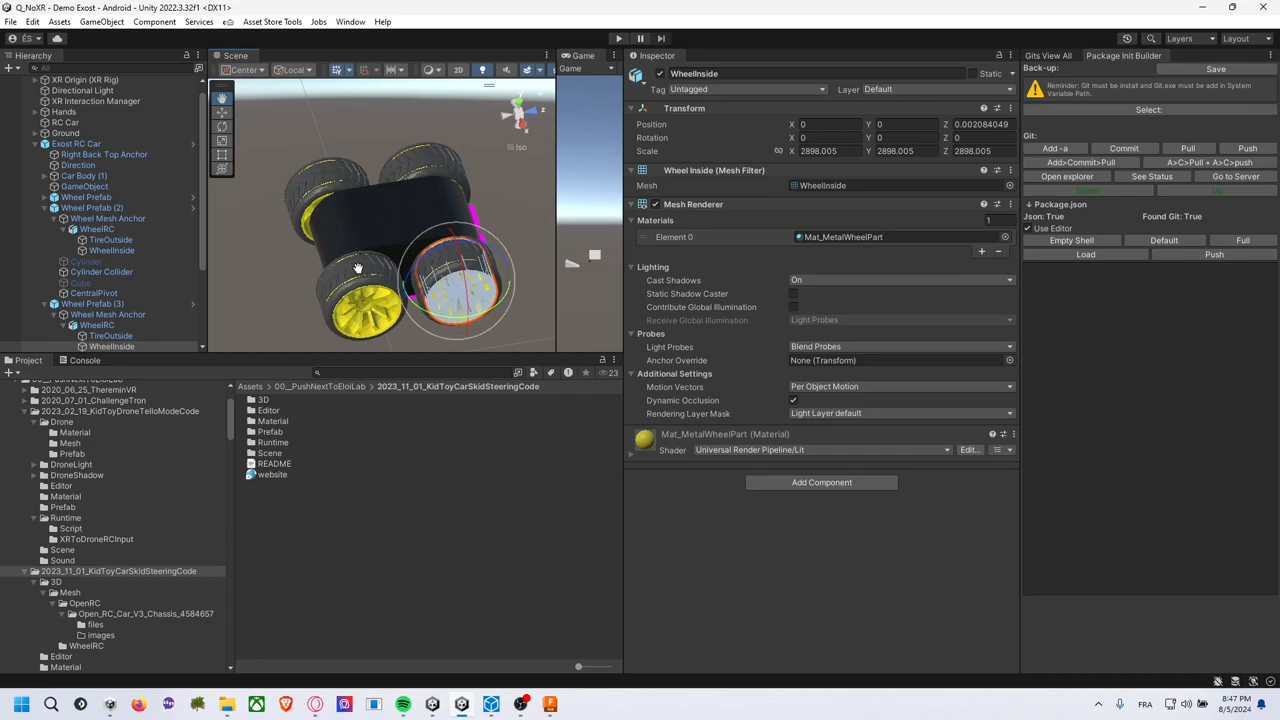 Q_NoXR - Demo Exost - Android - Unity 2022.3.32f1 <DX11>
File Edit Assets GameObject Component Services Asset Store Tools Jobs Window Help
ÉS
Layers Layout
Hierarchy
All
XR Origin (XR Rig)
Directional Light
XR Interaction Manager
Hands
RC Car
Ground
Exost RC Car
Right Back Top Anchor
Direction
Car Body (1)
GameObject
Wheel Prefab
Wheel Prefab (2)
Wheel Mesh Anchor
WheelRC
TireOutside
WheelInside
Cylinder
Cylinder Collider
Cube
CentralPivot
Wheel Prefab (3)
Wheel Mesh Anchor
WheelRC
TireOutside
WheelInside
Scene
Center Local 2D
y
z
x
Iso
Game
Game
Inspector
WheelInside Static
Tag Untagged Layer Default
Transform
Position X 0 Y 0 Z 0.002084049
Rotation X 0 Y 0 Z 0
Scale X 2898.005 Y 2898.005 Z 2898.005
Wheel Inside (Mesh Filter)
Mesh WheelInside
Mesh Renderer
Materials 1
Element 0 Mat_MetalWheelPart
Lighting
Cast Shadows On
Static Shadow Caster
Contribute Global Illumination
Receive Global Illumination Light Probes
Probes
Light Probes Blend Probes
Anchor Override None (Transform)
Additional Settings
Motion Vectors Per Object Motion
Dynamic Occlusion
Rendering Layer Mask Light Layer default
Mat_MetalWheelPart (Material)
Shader Universal Render Pipeline/Lit Edit...
Add Component
Gits View All Package Init Builder
Back-up: Save
Reminder: Git must be install and Git.exe must be add in System Variable Path.
Select:
Git:
Add -a Commit Pull Push
Add>Commit>Pull A>C>Pull + A>C>push
Open explorer See Status Go to Server
Down Up
Package.json
Json: True Found Git: True
Use Editor
Empty Shell Default Full
Load Push
Project Console
23
00__PushNextToEloiLab
2020_06_25_ThereminVR
2020_07_01_ChallengeTron
2023_02_19_KidToyDroneTelloModeCode
Drone
Material
Mesh
Prefab
DroneLight
DroneShadow
Editor
Material
Prefab
Runtime
Script
XRToDroneRCInput
Scene
Sound
2023_11_01_KidToyCarSkidSteeringCode
3D
Mesh
OpenRC
Open_RC_Car_V3_Chassis_4584657
files
images
WheelRC
Editor
Material
Assets 00__PushNextToEloiLab 2023_11_01_KidToyCarSkidSteeringCode
3D
Editor
Material
Prefab
Runtime
Scene
README
website
FRA
8:47 PM
8/5/2024